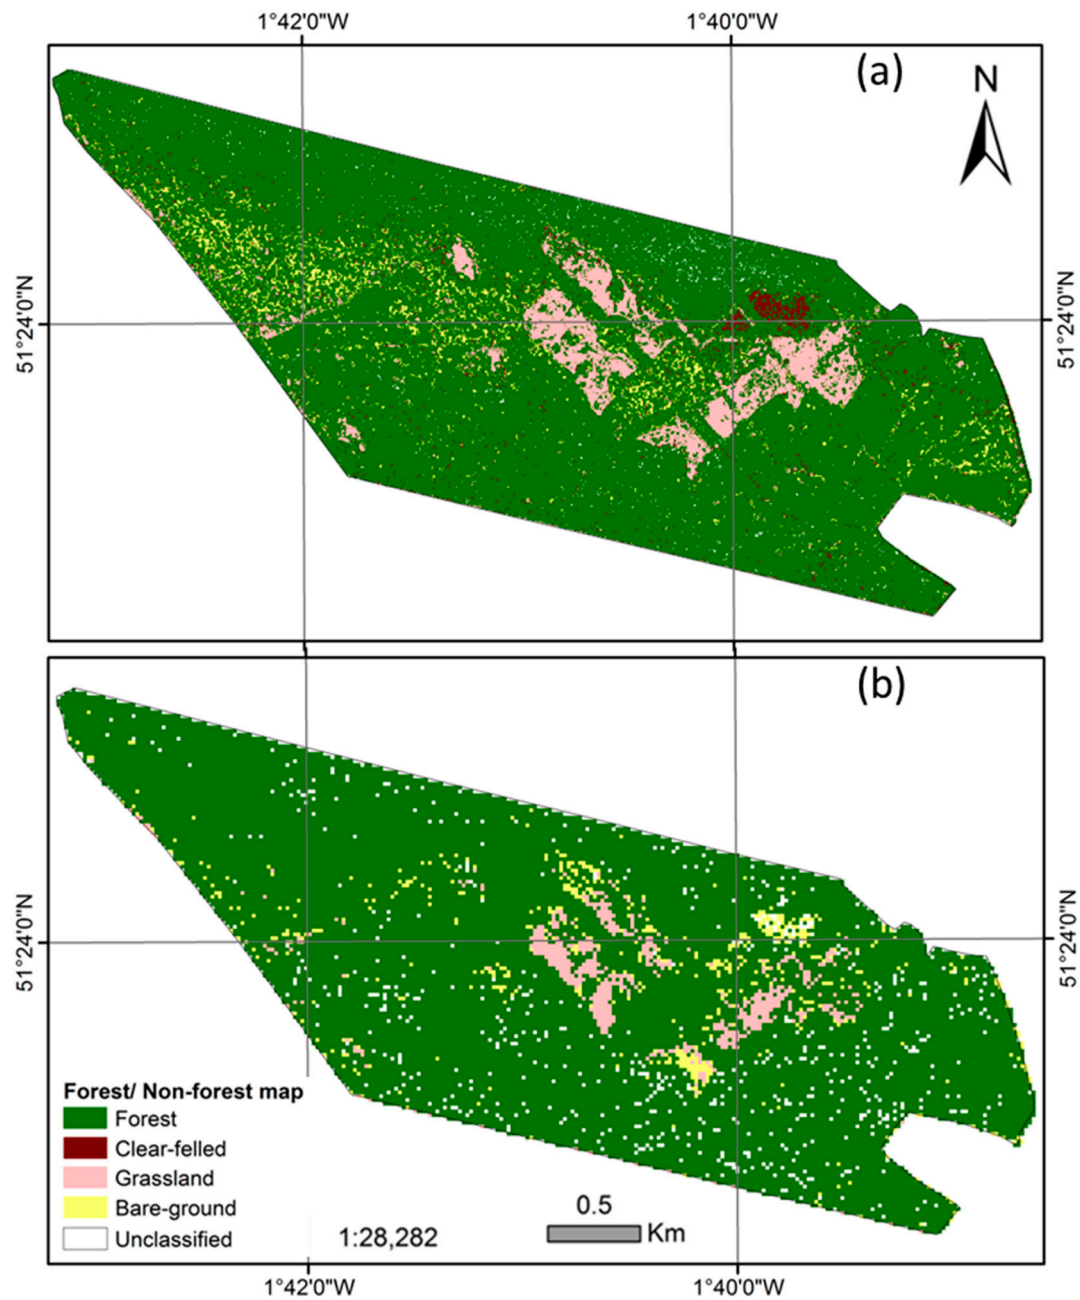 1°42'0"W
1°40'0"W
(a)
N
51°24'0"N
51°24'0"N
(b)
51°24'0"N
51°24'0"N
Forest/ Non-forest map
Forest
Clear-felled
Grassland
Bare-ground
Unclassified
1:28,282
0.5
Km
1°42'0"W
1°40'0"W